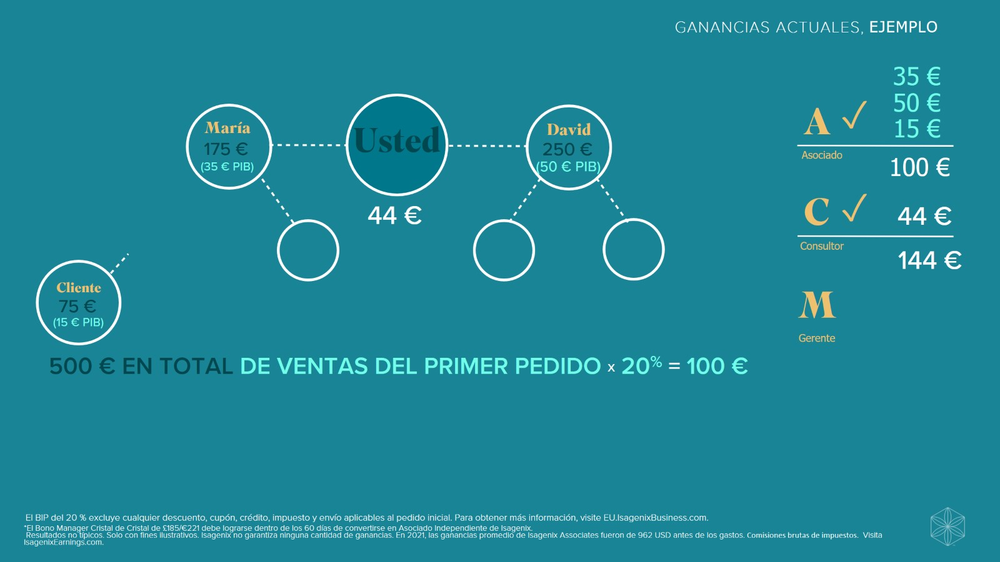 GANANCIAS ACTUALES, EJEMPLO
35 €
50 €
15 €
A ✓
Asociado
100 €
C ✓ 44 €
Consultor
144 €
M
Gerente
María
175 €
(35 € PIB)
Usted
44 €
David
250 €
(50 € PIB)
Cliente
75 €
(15 € PIB)
500 € EN TOTAL DE VENTAS DEL PRIMER PEDIDO x 20% = 100 €
El BIP del 20 % excluye cualquier descuento, cupón, crédito, impuesto y envío aplicables al pedido inicial. Para obtener más información, visite EU.IsagenixBusiness.com.
*El Bono Manager Cristal de Cristal de £185/€221 debe lograrse dentro de los 60 días de convertirse en Asociado Independiente de Isagenix.
Resultados no típicos. Solo con fines ilustrativos. Isagenix no garantiza ninguna cantidad de ganancias. En 2021, las ganancias promedio de Isagenix Associates fueron de 962 USD antes de los gastos. Comisiones brutas de impuestos. Visita
IsagenixEarnings.com.